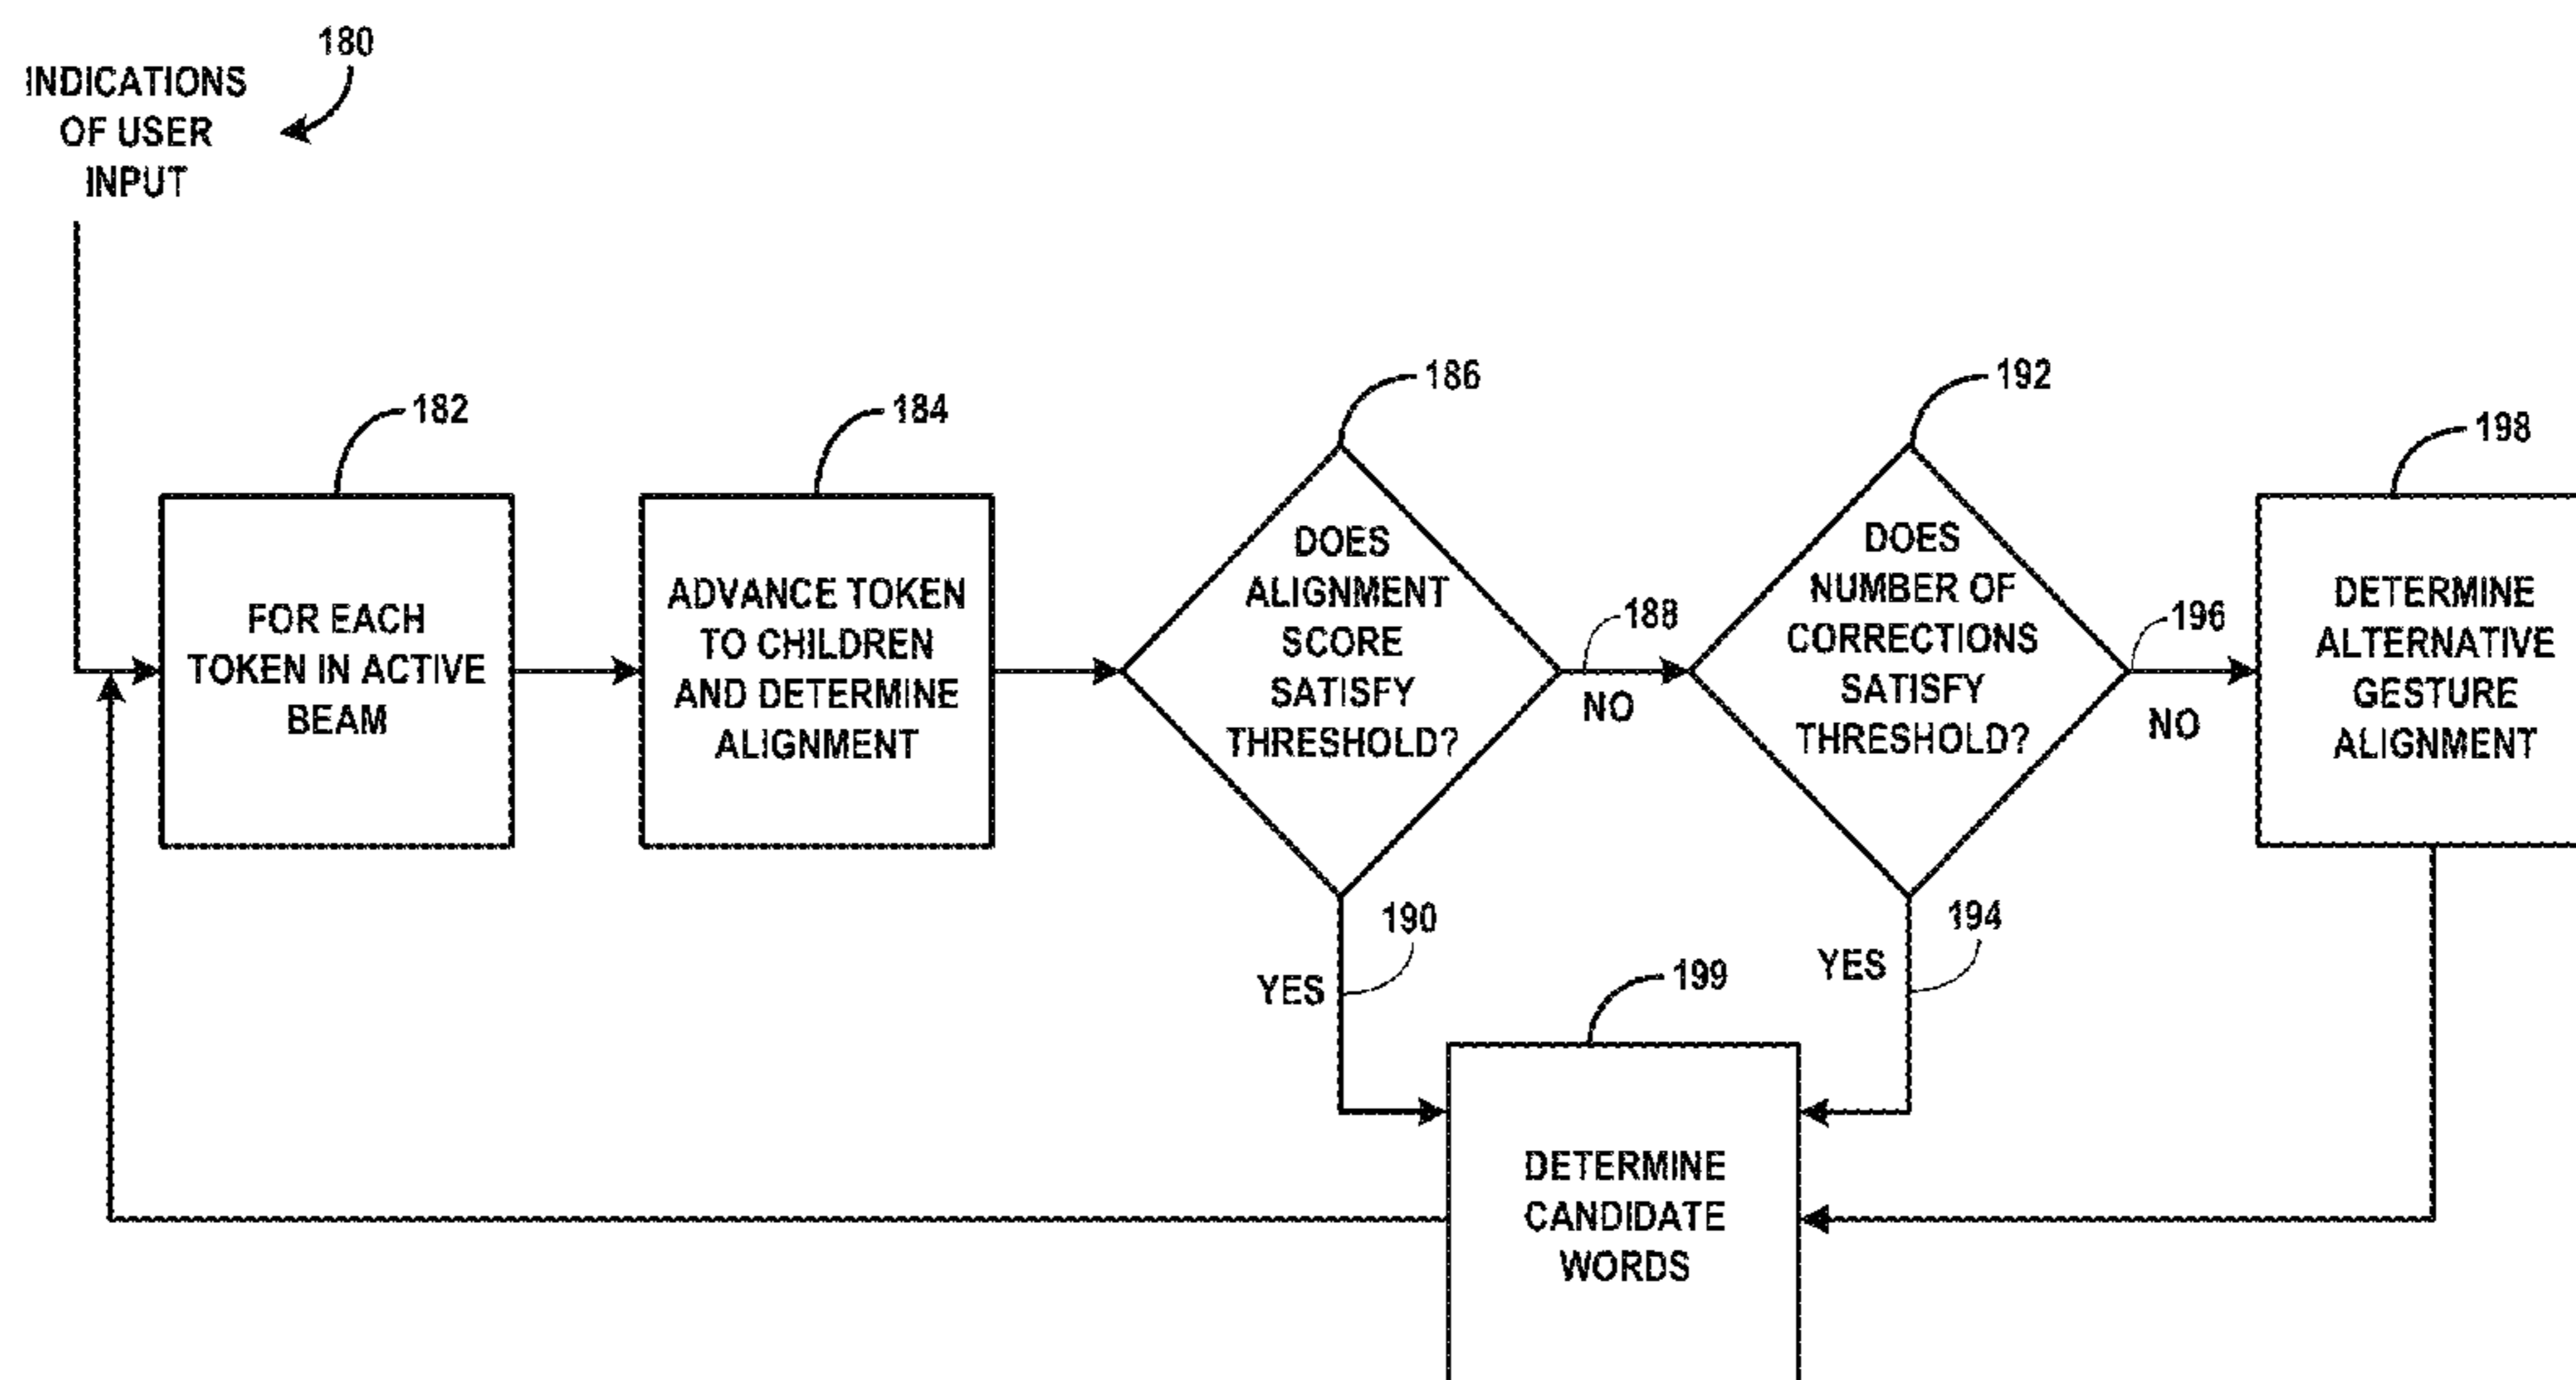 180
INDICATIONS
OF USER
INPUT
182
FOR EACH
TOKEN IN ACTIVE
BEAM
184
ADVANCE TOKEN
TO CHILDREN
AND DETERMINE
ALIGNMENT
186
DOES
ALIGNMENT
SCORE
SATISFY
THRESHOLD?
188
NO
190
YES
192
DOES
NUMBER OF
CORRECTIONS
SATISFY
THRESHOLD?
194
YES
196
NO
198
DETERMINE
ALTERNATIVE
GESTURE
ALIGNMENT
199
DETERMINE
CANDIDATE
WORDS